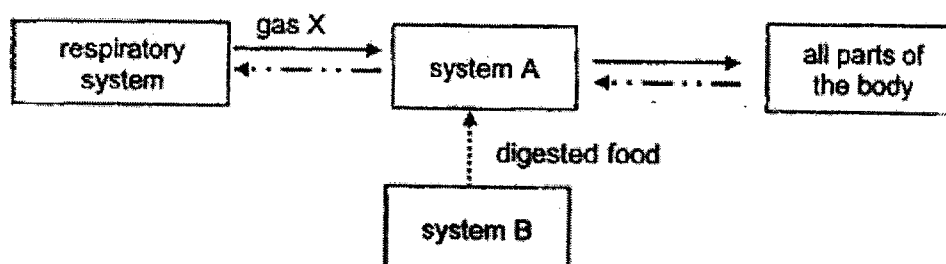 gas X
respiratory
system
system A
all parts of
the body
digested food
system B